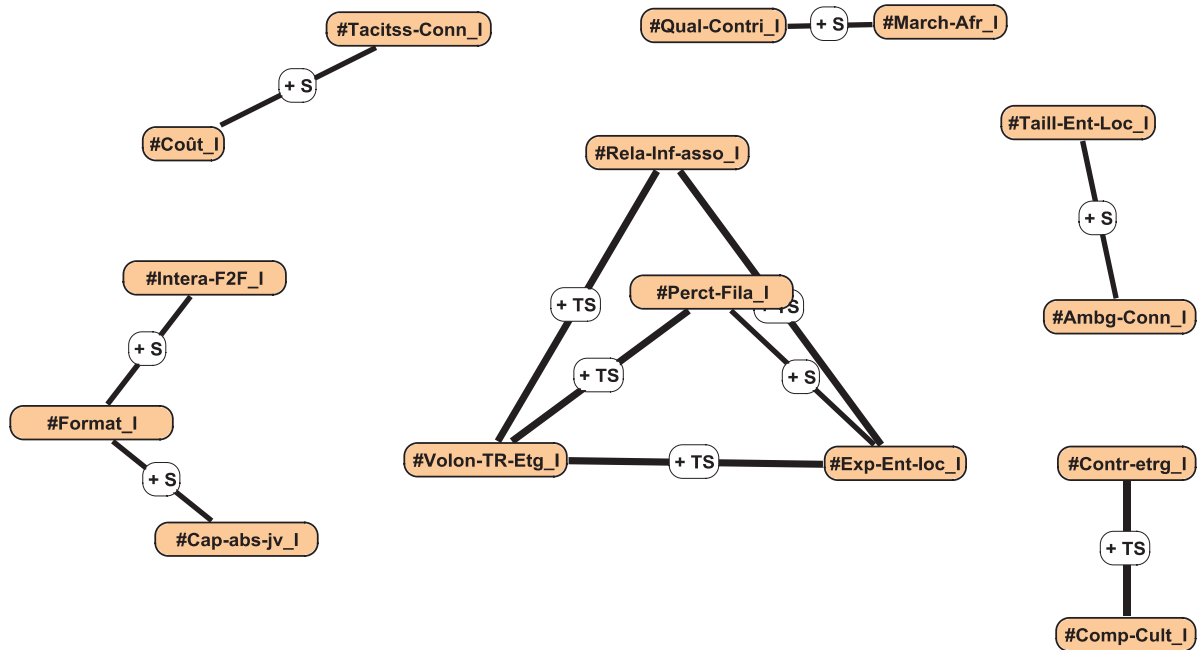 #Tacitss-Conn_I
#Qual-Contri_I
+ S
#March-Afr_I
+ S
#Coût_I
#Taill-Ent-Loc_I
#Rela-Inf-asso_I
+ S
#Intera-F2F_I
#Perct-Fila_I
+ TS
+ TS
#Ambg-Conn_I
+ S
+ TS
+ S
#Format_I
#Volon-TR-Etg_I
+ TS
#Exp-Ent-loc_I
#Contr-etrg_I
+ S
#Cap-abs-jv_I
+ TS
#Comp-Cult_I